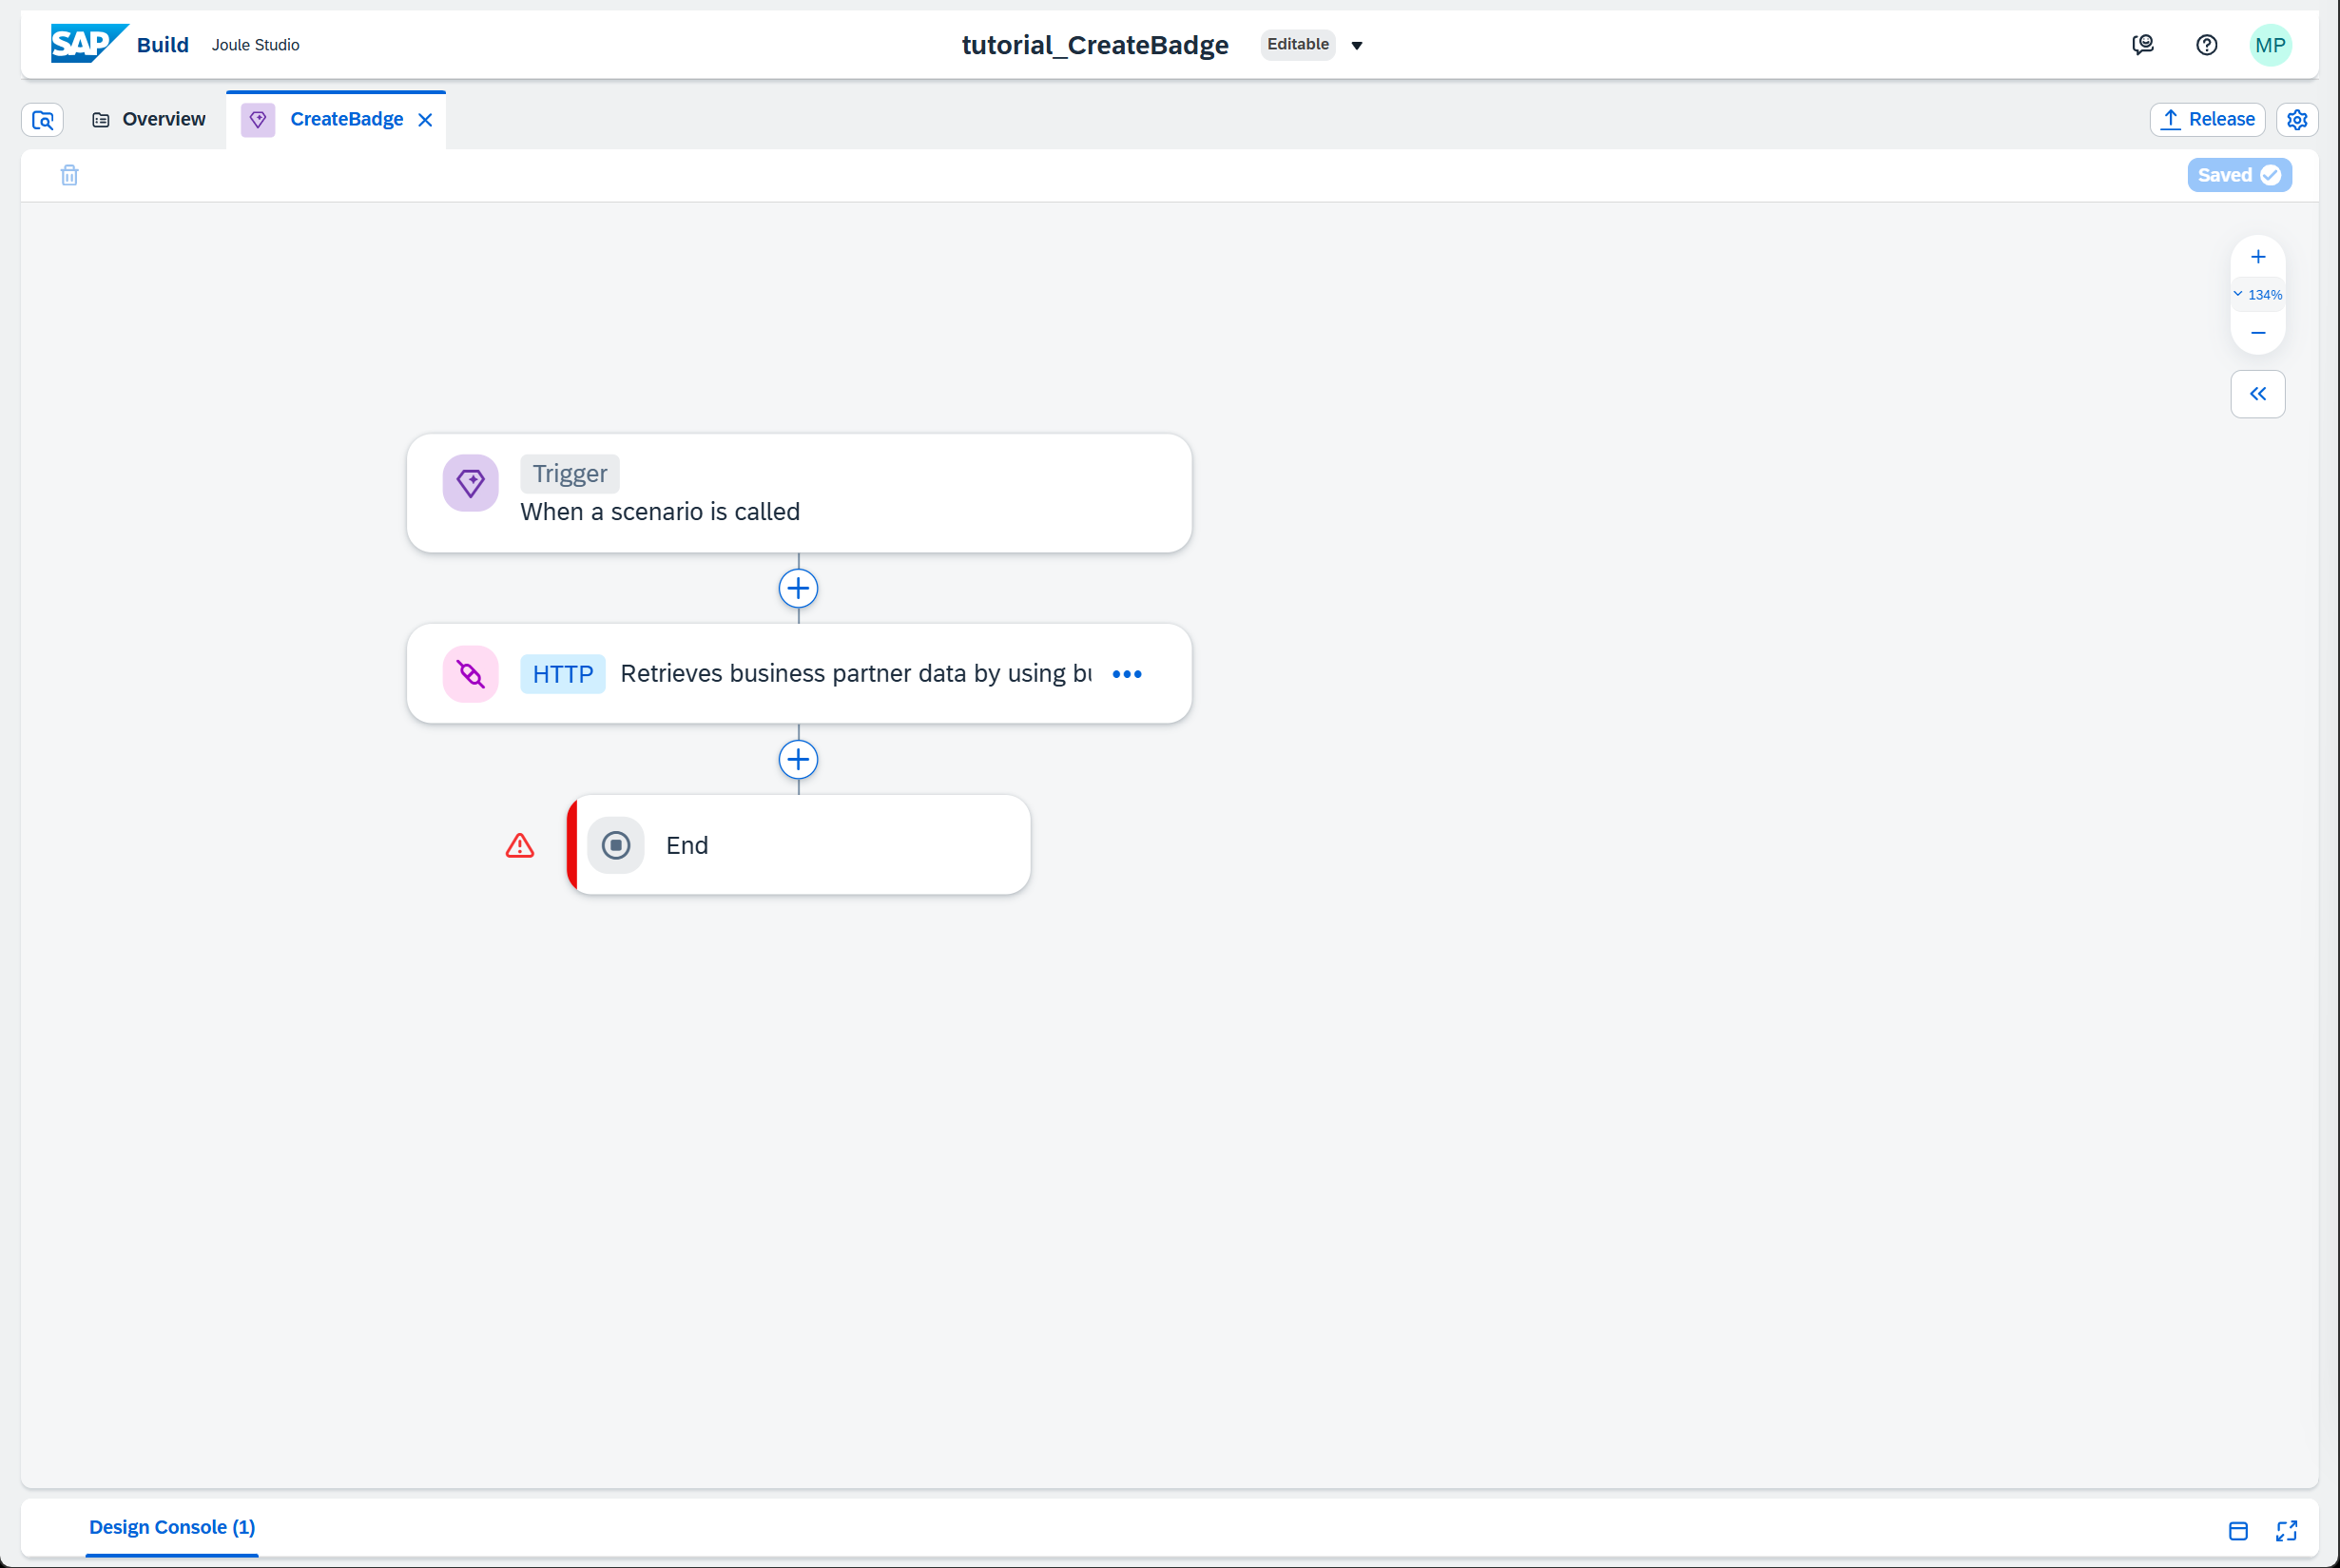 SAP Build Joule Studio
tutorial_CreateBadge Editable
MP
Overview
CreateBadge
Release
Saved
134%
Trigger
When a scenario is called
HTTP Retrieves business partner data by using
End
Design Console (1)